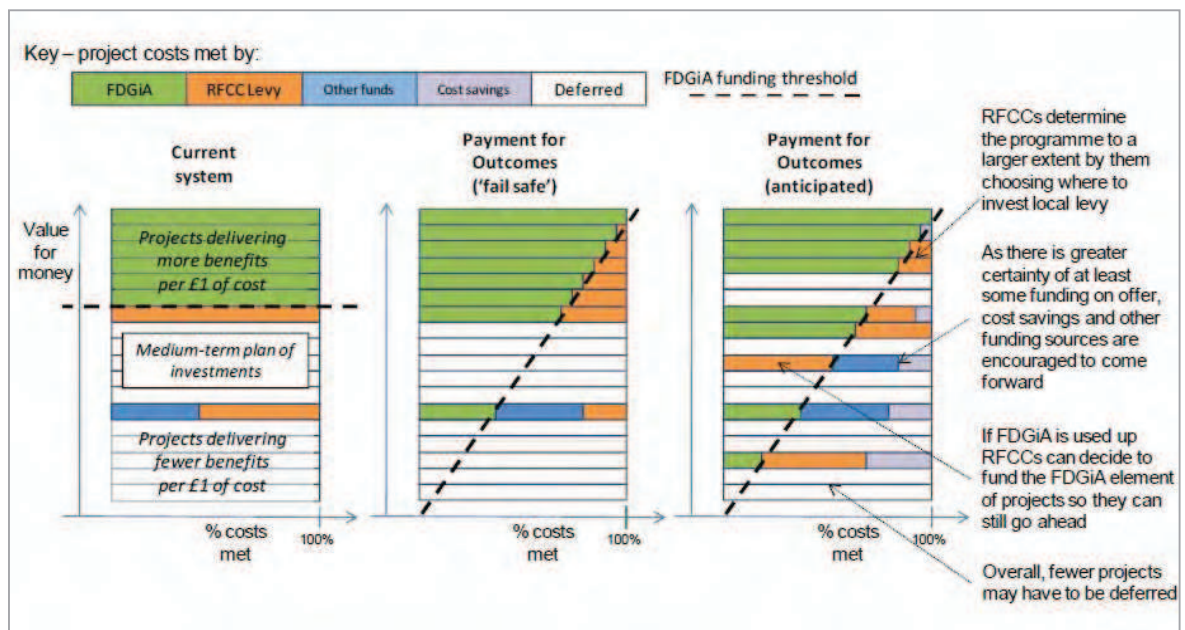 Key – project costs met by:
FDGiA
RFCC Levy
Other funds
Cost savings
Deferred
FDGiA funding threshold
Current
system
Value
for
money
Projects delivering
more benefits
per £1 of cost
Medium-term plan of
investments
Projects delivering
fewer benefits
per £1 of cost
% costs
met
100%
Payment for
Outcomes
('fail safe')
% costs
met
100%
Payment for
Outcomes
(anticipated)
% costs
met
100%
RFCCs determine
the programme to a
larger extent by them
choosing where to
invest local levy
As there is greater
certainty of at least
some funding on offer,
cost savings and other
funding sources are
encouraged to come
forward
If FDGiA is used up
RFCCs can decide to
fund the FDGiA element
of projects so they can
still go ahead
Overall, fewer projects
may have to be deferred